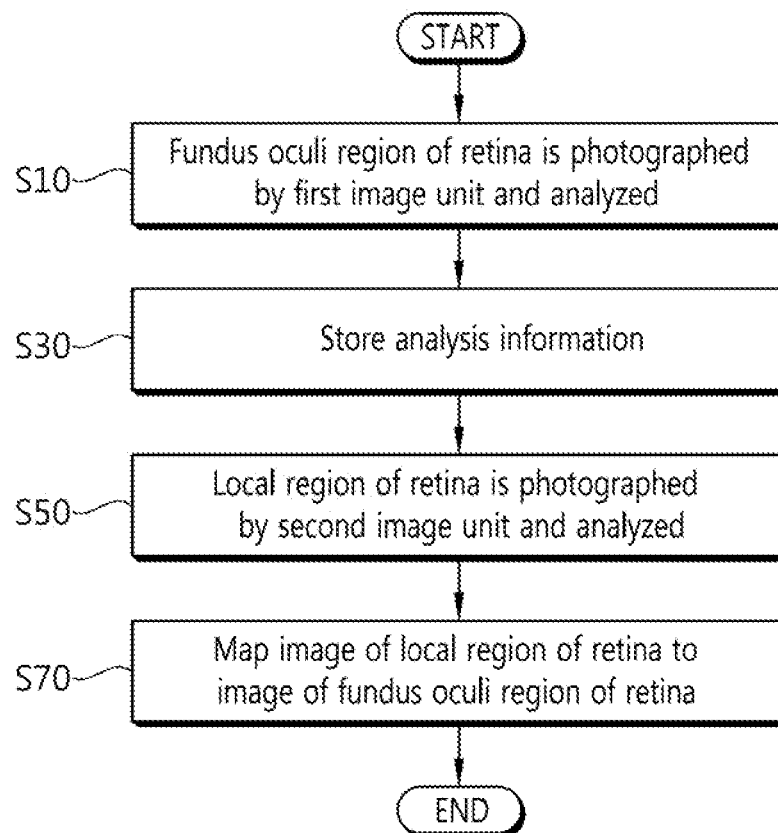 START
S10
Fundus oculi region of retina is photographed
by first image unit and analyzed
S30
Store analysis information
S50
Local region of retina is photographed
by second image unit and analyzed
S70
Map image of local region of retina to
image of fundus oculi region of retina
END